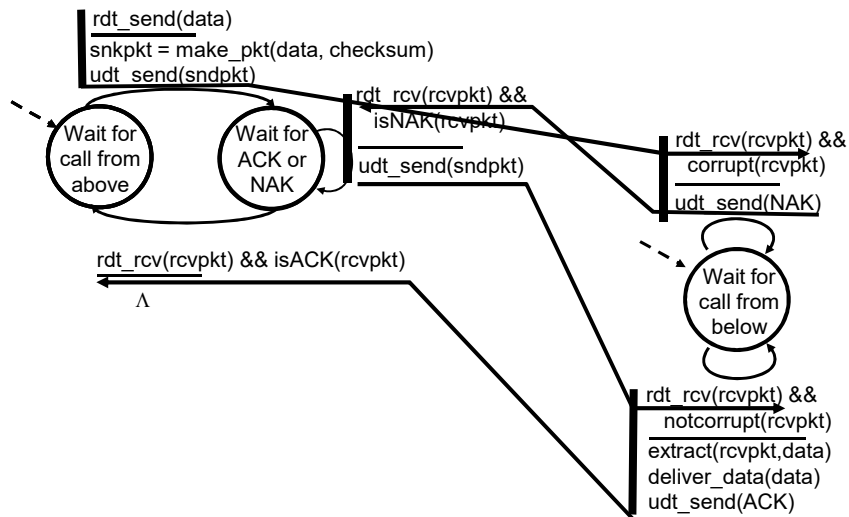 rdt_send(data)
snkpkt = make_pkt(data, checksum)
udt_send(sndpkt)
Wait for
call from
above
Wait for
ACK or
NAK
rdt_rcv(rcvpkt) &&
isNAK(rcvpkt)
udt_send(sndpkt)
rdt_rcv(rcvpkt) && isACK(rcvpkt)
Λ
rdt_rcv(rcvpkt) &&
corrupt(rcvpkt)
udt_send(NAK)
Wait for
call from
below
rdt_rcv(rcvpkt) &&
notcorrupt(rcvpkt)
extract(rcvpkt,data)
deliver_data(data)
udt_send(ACK)